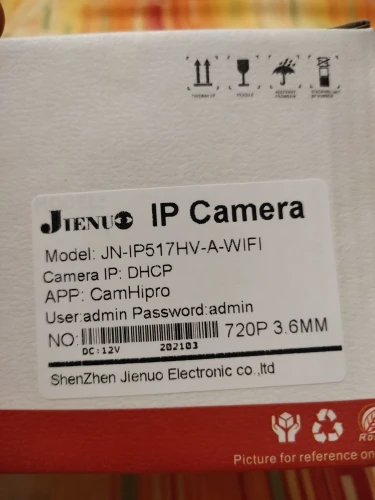 JIENUO IP Camera
Model: JN-IP517HV-A-WIFI
Camera IP: DHCP
APP: CamHipro
User:admin Password:admin
NO: 720P 3.6MM
DC:12V 202103
ShenZhen Jienuo Electronic co.,ltd
Picture for reference on